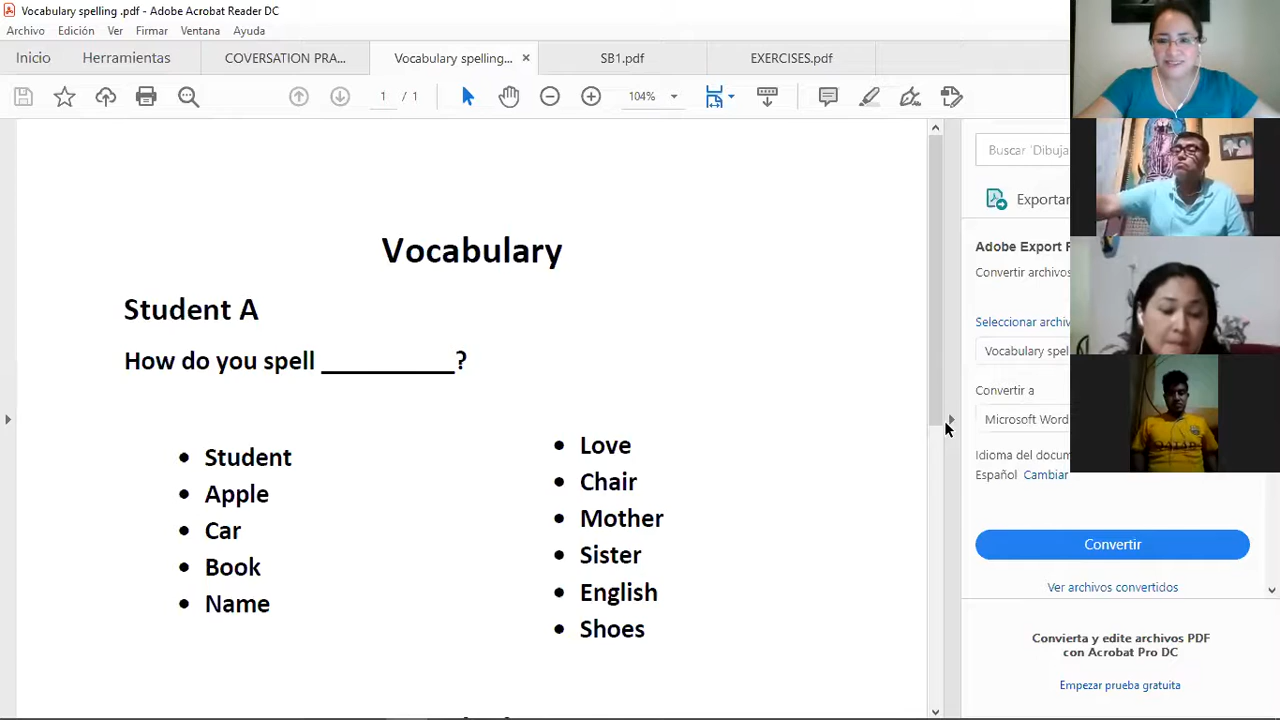 Vocabulary spelling .pdf - Adobe Acrobat Reader DC
Archivo Edición Ver Firmar Ventana Ayuda
Inicio Herramientas COVERSATION PRA... Vocabulary spelling... × SB1.pdf EXERCISES.pdf
1 / 1 104%
Buscar 'Dibuja
Exportar
Adobe Export
Convertir archivos
Seleccionar archiv
Vocabulary spel
Convertir a
Microsoft Word
Idioma del docum
Español Cambiar
Convertir
Ver archivos convertidos
Convierta y edite archivos PDF
con Acrobat Pro DC
Empezar prueba gratuita
Vocabulary
Student A
How do you spell __________?
• Student
• Apple
• Car
• Book
• Name
• Love
• Chair
• Mother
• Sister
• English
• Shoes